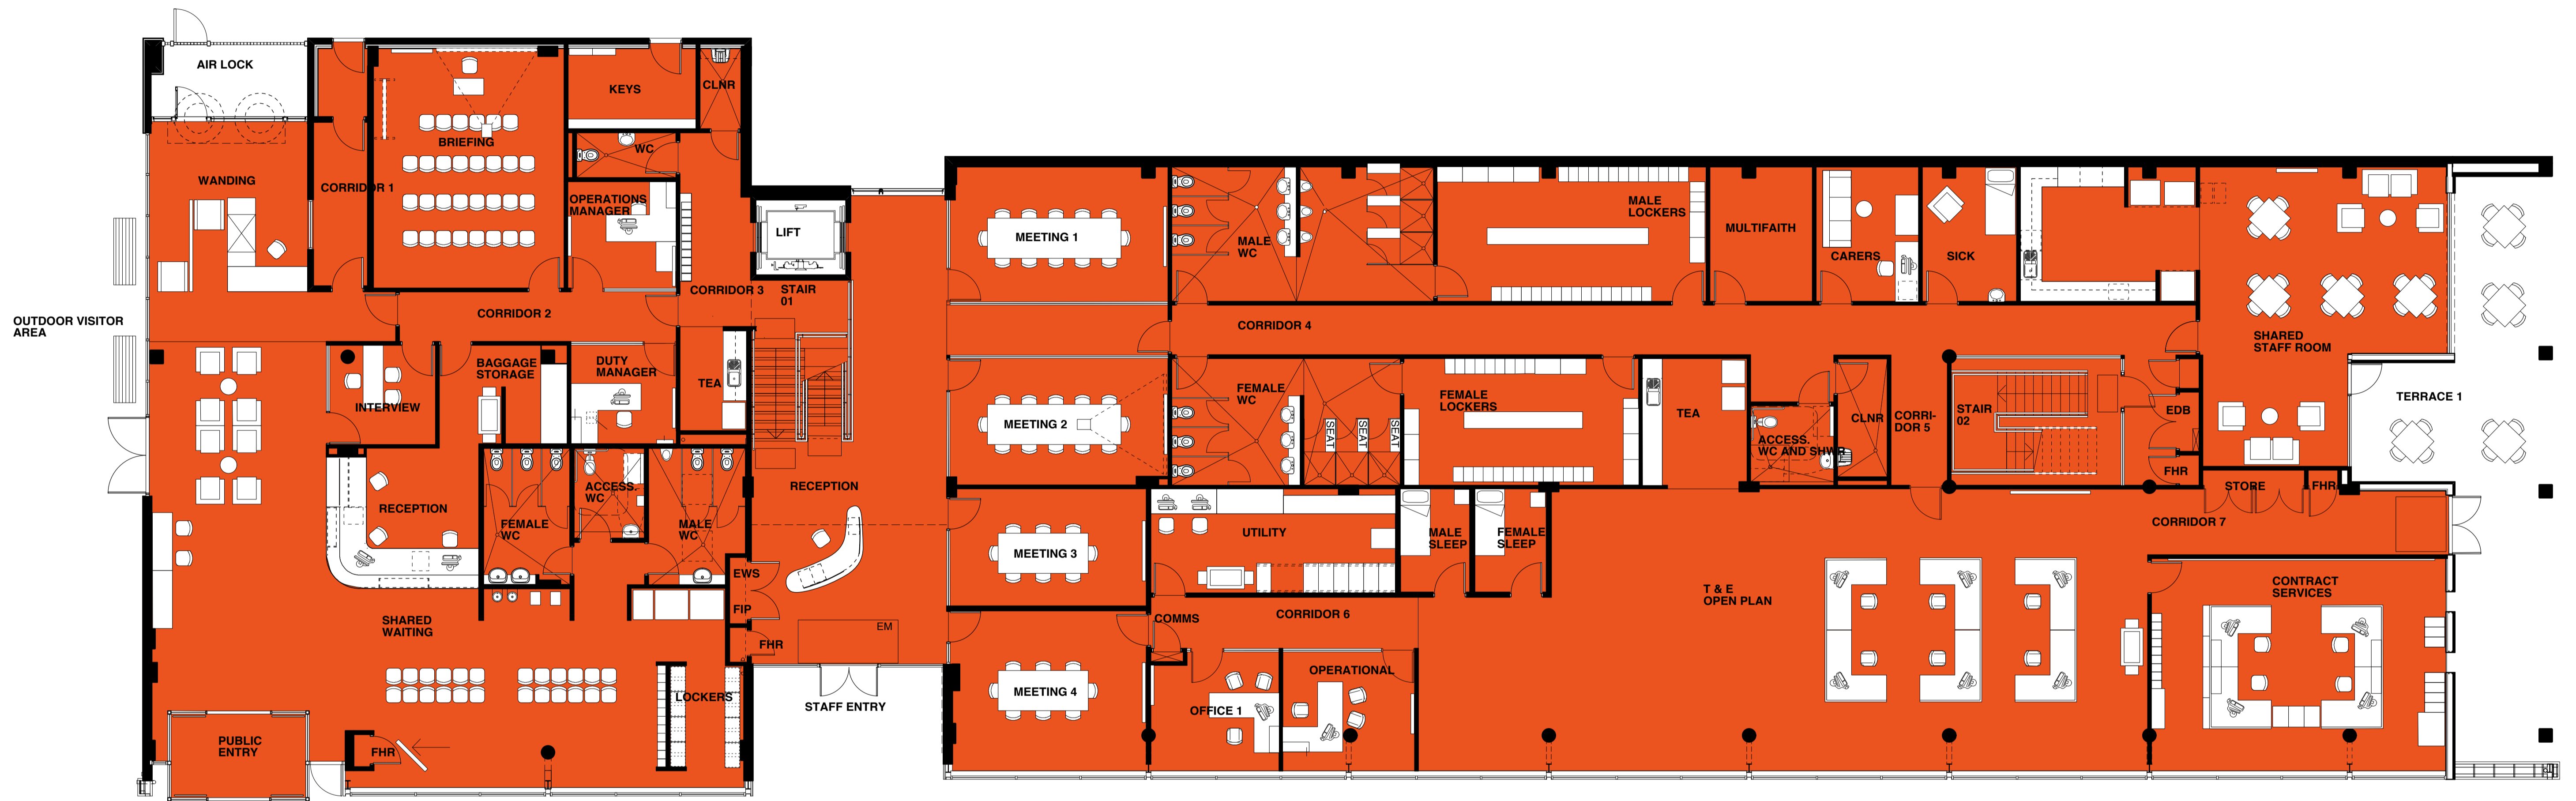 AIR LOCK
WANDING
CORRIDOR 1
BRIEFING
KEYS
CLNR
WC
OPERATIONS
MANAGER
LIFT
CORRIDOR 3
STAIR
01
CORRIDOR 2
OUTDOOR VISITOR
AREA
INTERVIEW
BAGGAGE
STORAGE
DUTY
MANAGER
TEA
RECEPTION
FEMALE
WC
ACCESS.
WC
MALE
WC
RECEPTION
EWS
FIP
FHR
EM
SHARED
WAITING
LOCKERS
STAFF ENTRY
PUBLIC
ENTRY
FHR
MEETING 1
MALE
WC
MALE
LOCKERS
MULTIFAITH
CARERS
SICK
CORRIDOR 4
SHARED
STAFF ROOM
MEETING 2
FEMALE
WC
SEAT
SEAT
SEAT
FEMALE
LOCKERS
TEA
ACCESS.
WC AND SHWR
CLNR
CORRI-
DOR 5
STAIR
02
EDB
FHR
TERRACE 1
STORE
FHR
CORRIDOR 7
MEETING 3
UTILITY
MALE
SLEEP
FEMALE
SLEEP
T & E
OPEN PLAN
CONTRACT
SERVICES
COMMS
CORRIDOR 6
MEETING 4
OFFICE 1
OPERATIONAL